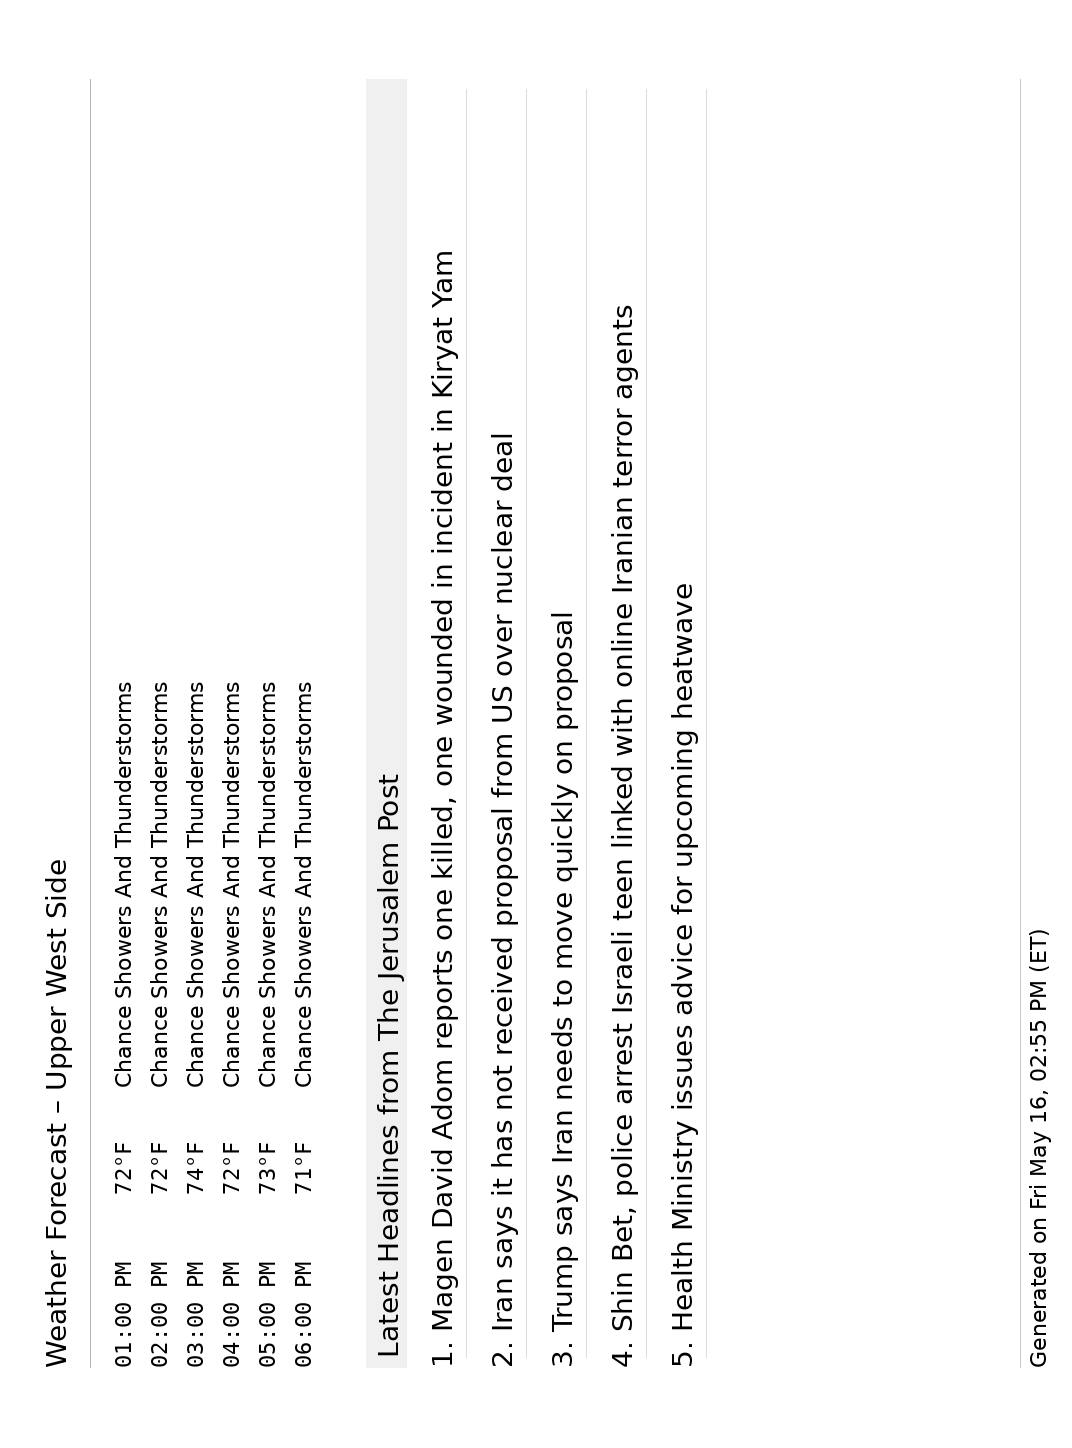 Weather Forecast – Upper West Side
01:00 PM 72°F Chance Showers And Thunderstorms
02:00 PM 72°F Chance Showers And Thunderstorms
03:00 PM 74°F Chance Showers And Thunderstorms
04:00 PM 72°F Chance Showers And Thunderstorms
05:00 PM 73°F Chance Showers And Thunderstorms
06:00 PM 71°F Chance Showers And Thunderstorms
Latest Headlines from The Jerusalem Post
1. Magen David Adom reports one killed, one wounded in incident in Kiryat Yam
2. Iran says it has not received proposal from US over nuclear deal
3. Trump says Iran needs to move quickly on proposal
4. Shin Bet, police arrest Israeli teen linked with online Iranian terror agents
5. Health Ministry issues advice for upcoming heatwave
Generated on Fri May 16, 02:55 PM (ET)